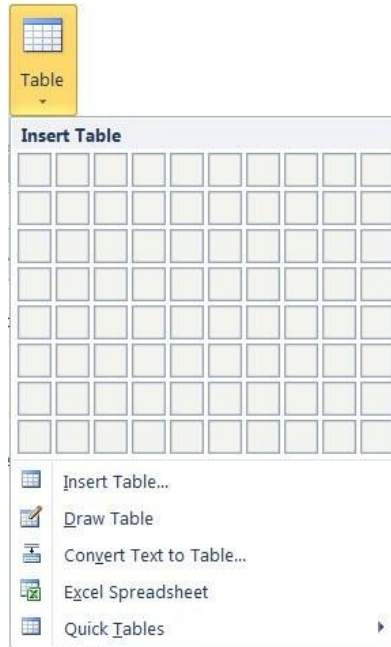 Table
Insert Table
Insert Table...
Draw Table
Convert Text to Table...
Excel Spreadsheet
Quick Tables